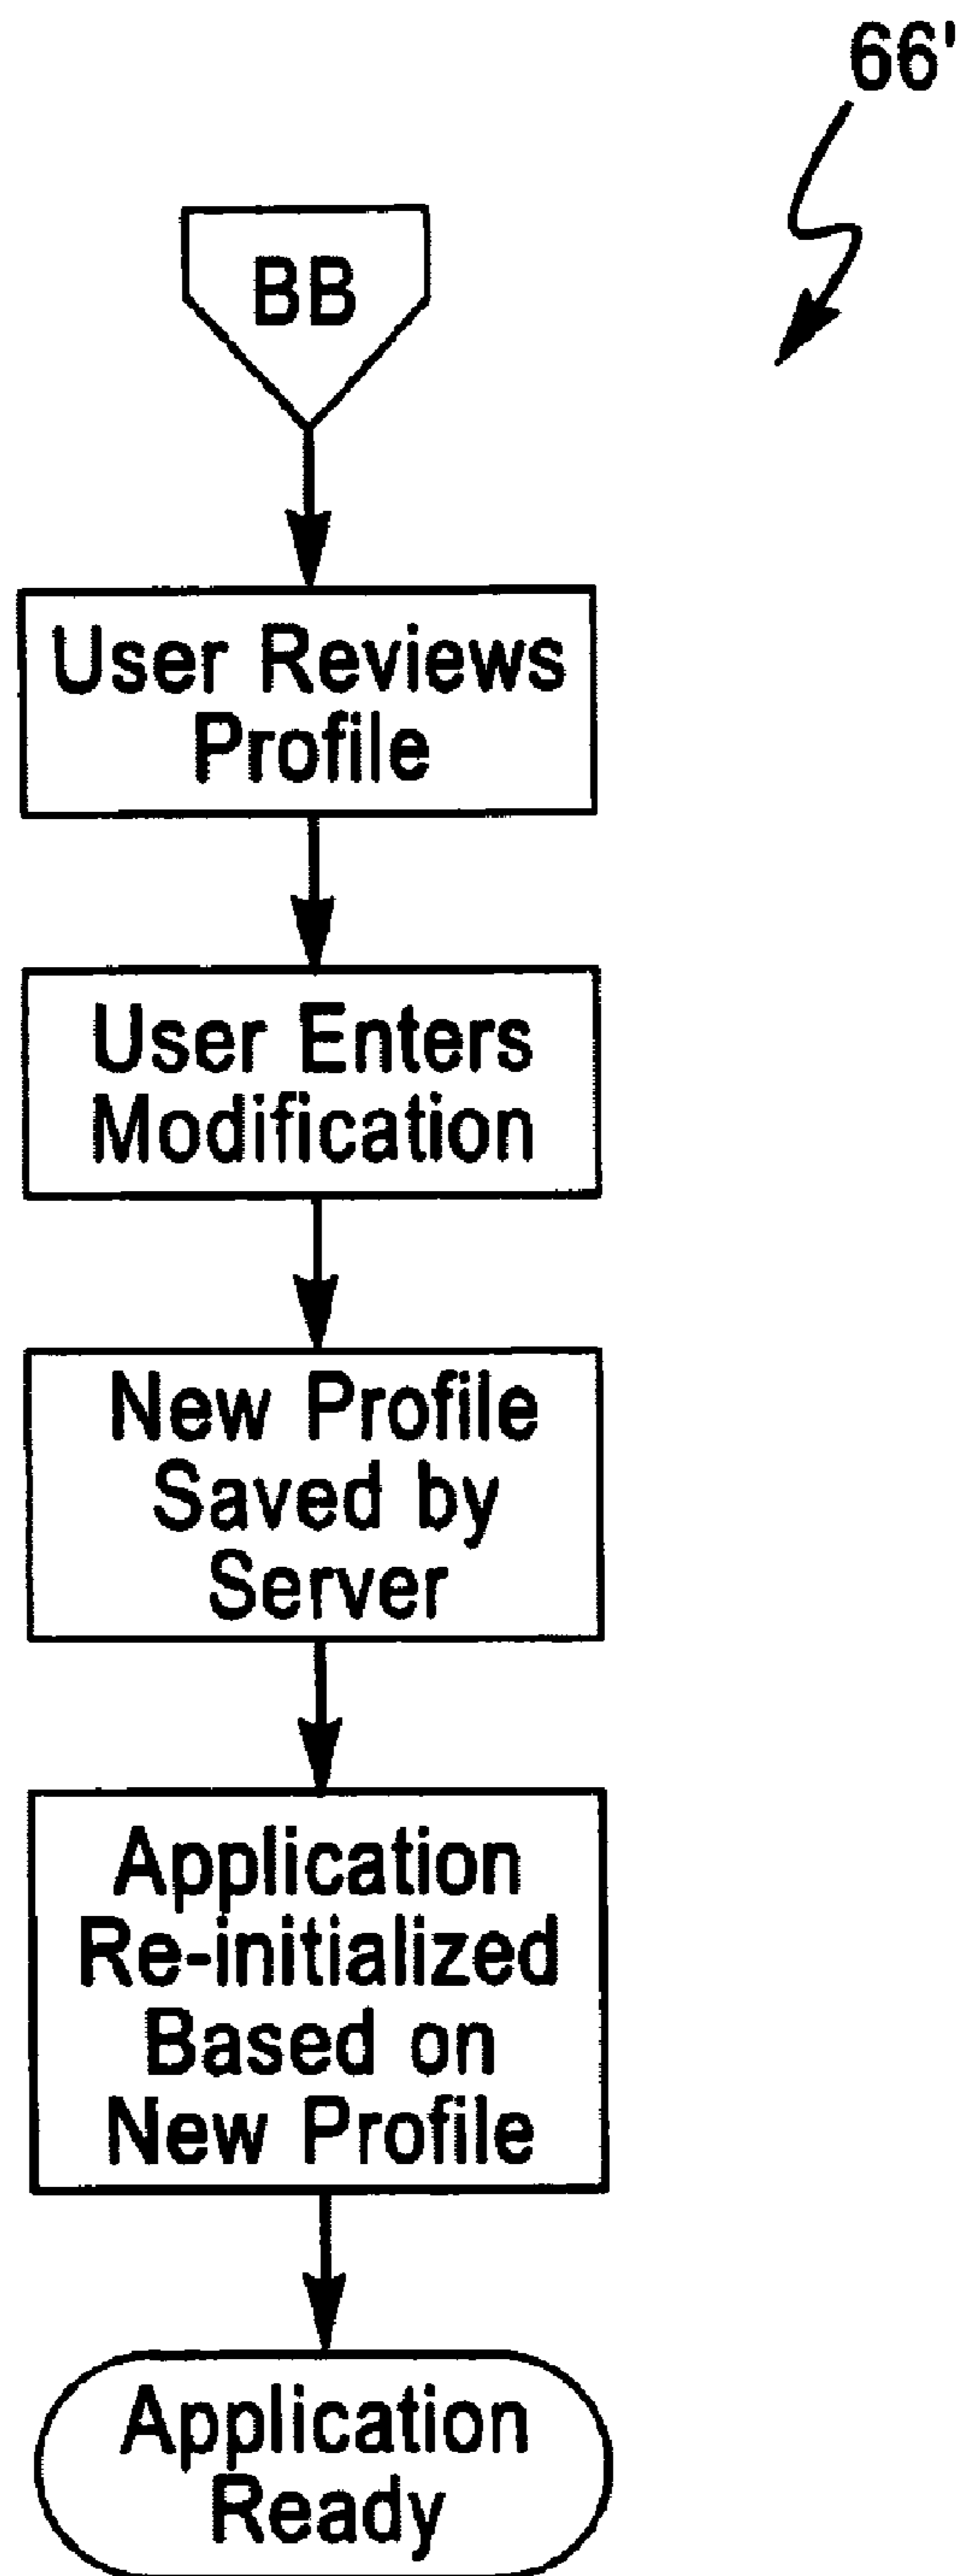 66'
BB
User Reviews
Profile
User Enters
Modification
New Profile
Saved by
Server
Application
Re-initialized
Based on
New Profile
Application
Ready